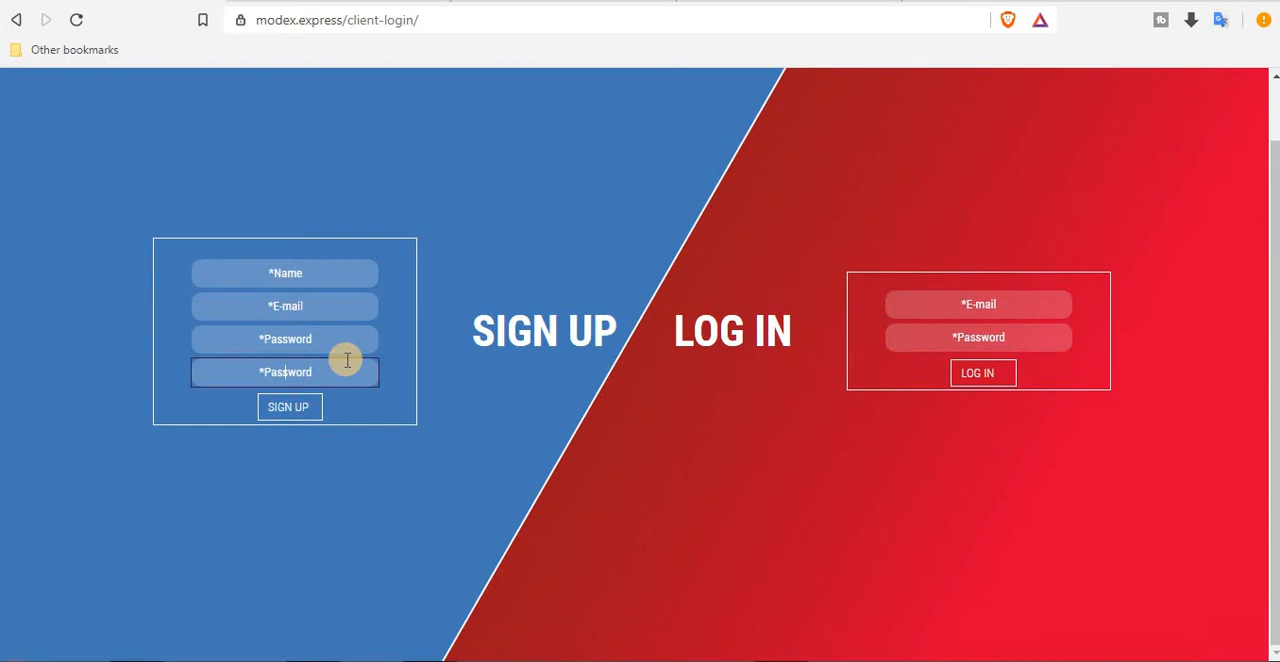 modex.express/client-login/
Other bookmarks
*Name
*E-mail
*Password
*Password
SIGN UP
SIGN UP
LOG IN
*E-mail
*Password
LOG IN